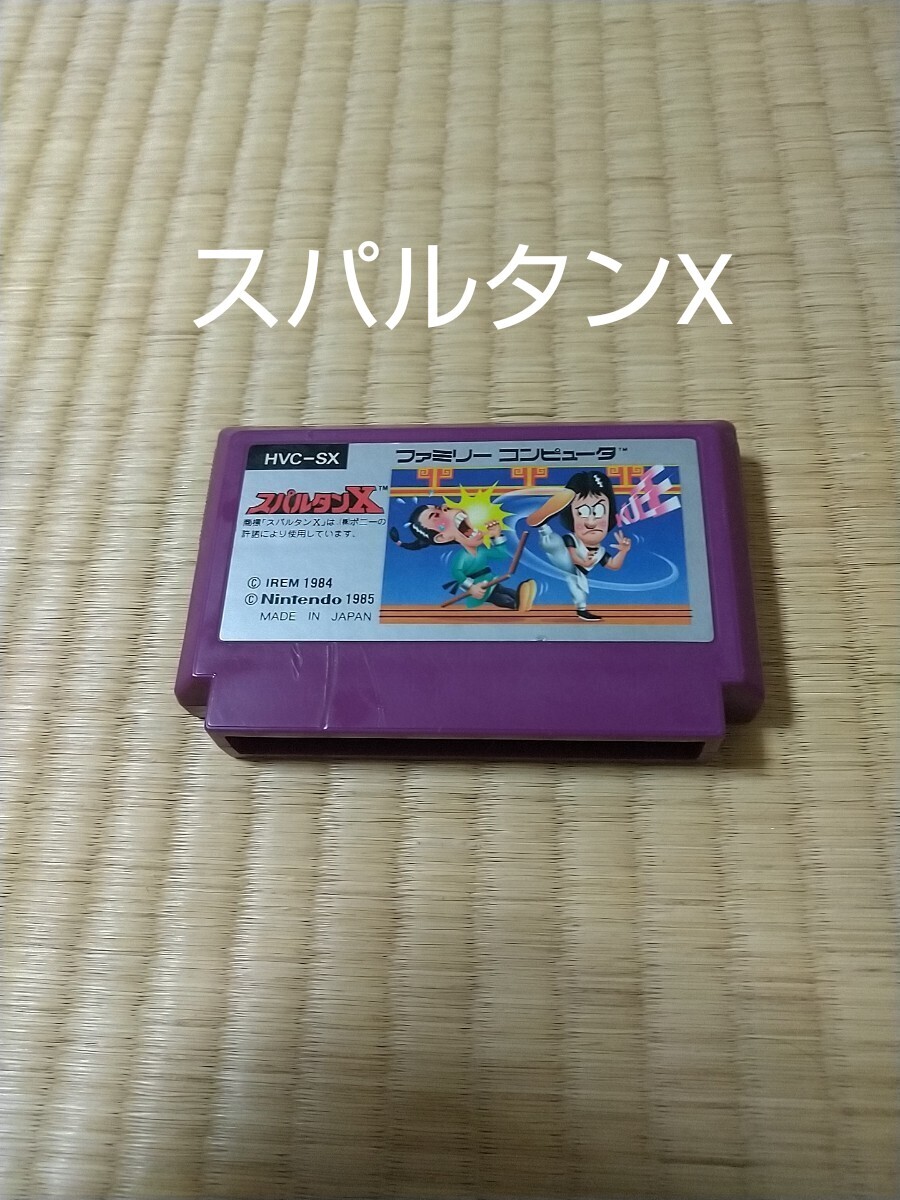 スパルタンX
HVC-SX
ファミリー コンピュータ™
スパルタンX™
商標「スパルタンX」は、㈱ポニーの
許諾により使用しています。
© IREM 1984
© Nintendo 1985
MADE IN JAPAN